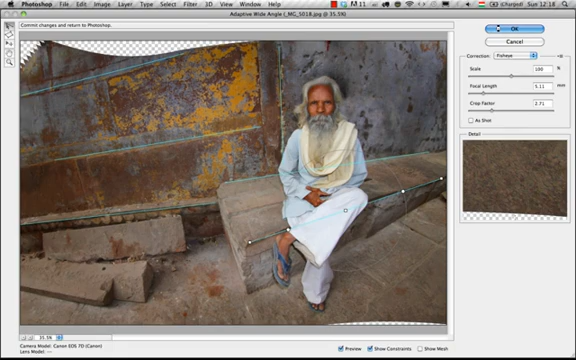 Photoshop File Edit Image Layer Type Select Filter 3D View Window Help
Sun 12:18
Adaptive Wide Angle (_MG_5018.jpg @ 35.5%)
Commit changes and return to Photoshop.
OK
Cancel
Correction: Fisheye
Scale 100 %
Focal Length 5.11 mm
Crop Factor 2.71
As Shot
Detail
35.5%
Camera Model: Canon EOS 7D (Canon)
Lens Model: ---
Preview Show Constraints Show Mesh